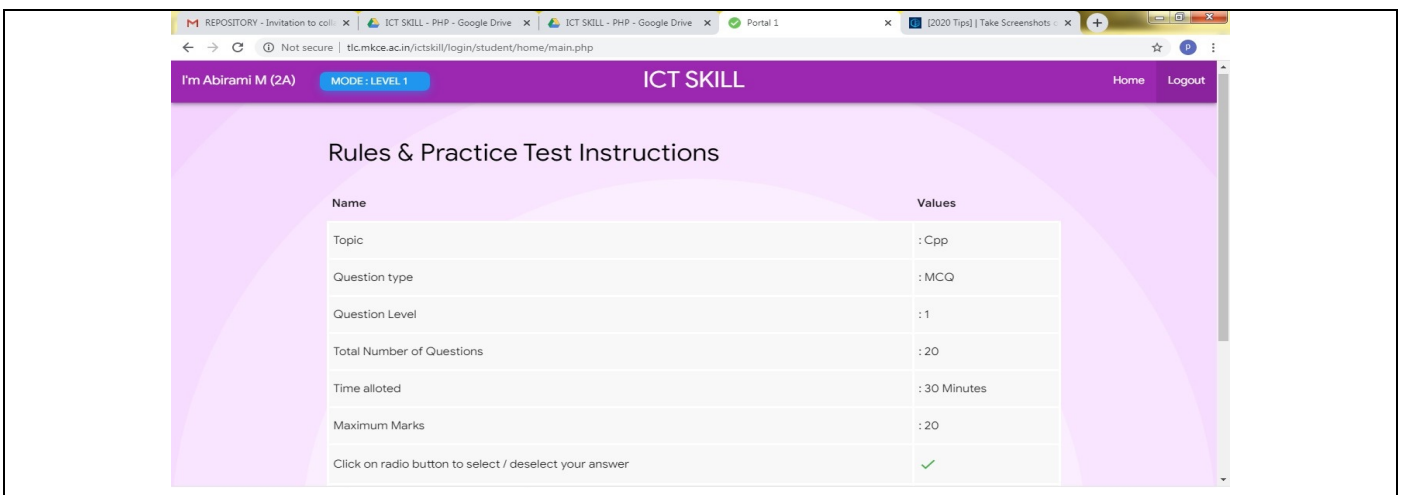 REPOSITORY - Invitation to coll
ICT SKILL - PHP - Google Drive
ICT SKILL - PHP - Google Drive
Portal 1
[2020 Tips] | Take Screenshots o
Not secure | tlc.mkce.ac.in/ictskill/login/student/home/main.php
P
I'm Abirami M (2A)
MODE : LEVEL 1
ICT SKILL
Home
Logout
Rules & Practice Test Instructions
Name Values
Topic : Cpp
Question type : MCQ
Question Level : 1
Total Number of Questions : 20
Time alloted : 30 Minutes
Maximum Marks : 20
Click on radio button to select / deselect your answer